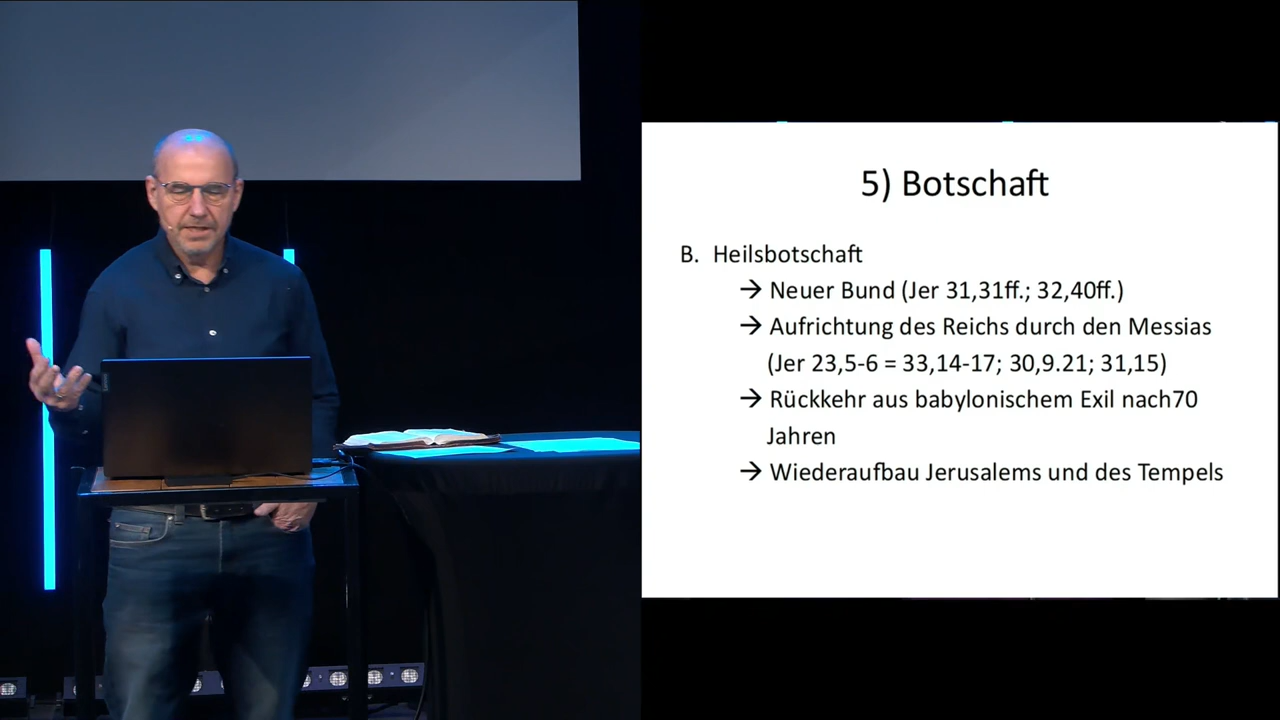 5) Botschaft
B. Heilsbotschaft
→ Neuer Bund (Jer 31,31ff.; 32,40ff.)
→ Aufrichtung des Reichs durch den Messias
(Jer 23,5-6 = 33,14-17; 30,9.21; 31,15)
→ Rückkehr aus babylonischem Exil nach70
Jahren
→ Wiederaufbau Jerusalems und des Tempels